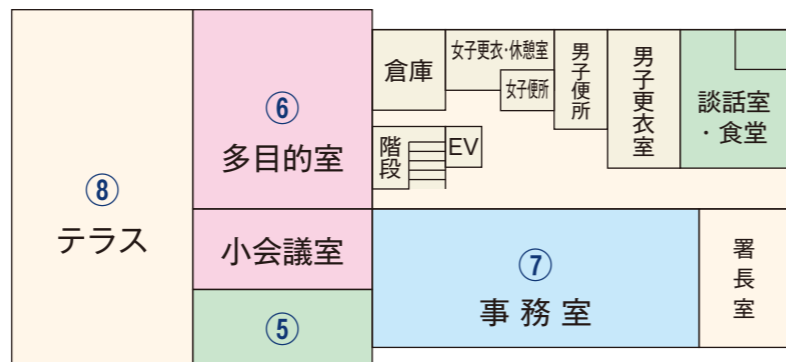 ⑧
テラス
⑥
多目的室
小会議室
⑤
倉庫
女子更衣・休憩室
女子便所
男子便所
男子更衣室
談話室
・食堂
階段
EV
⑦
事務室
署長室